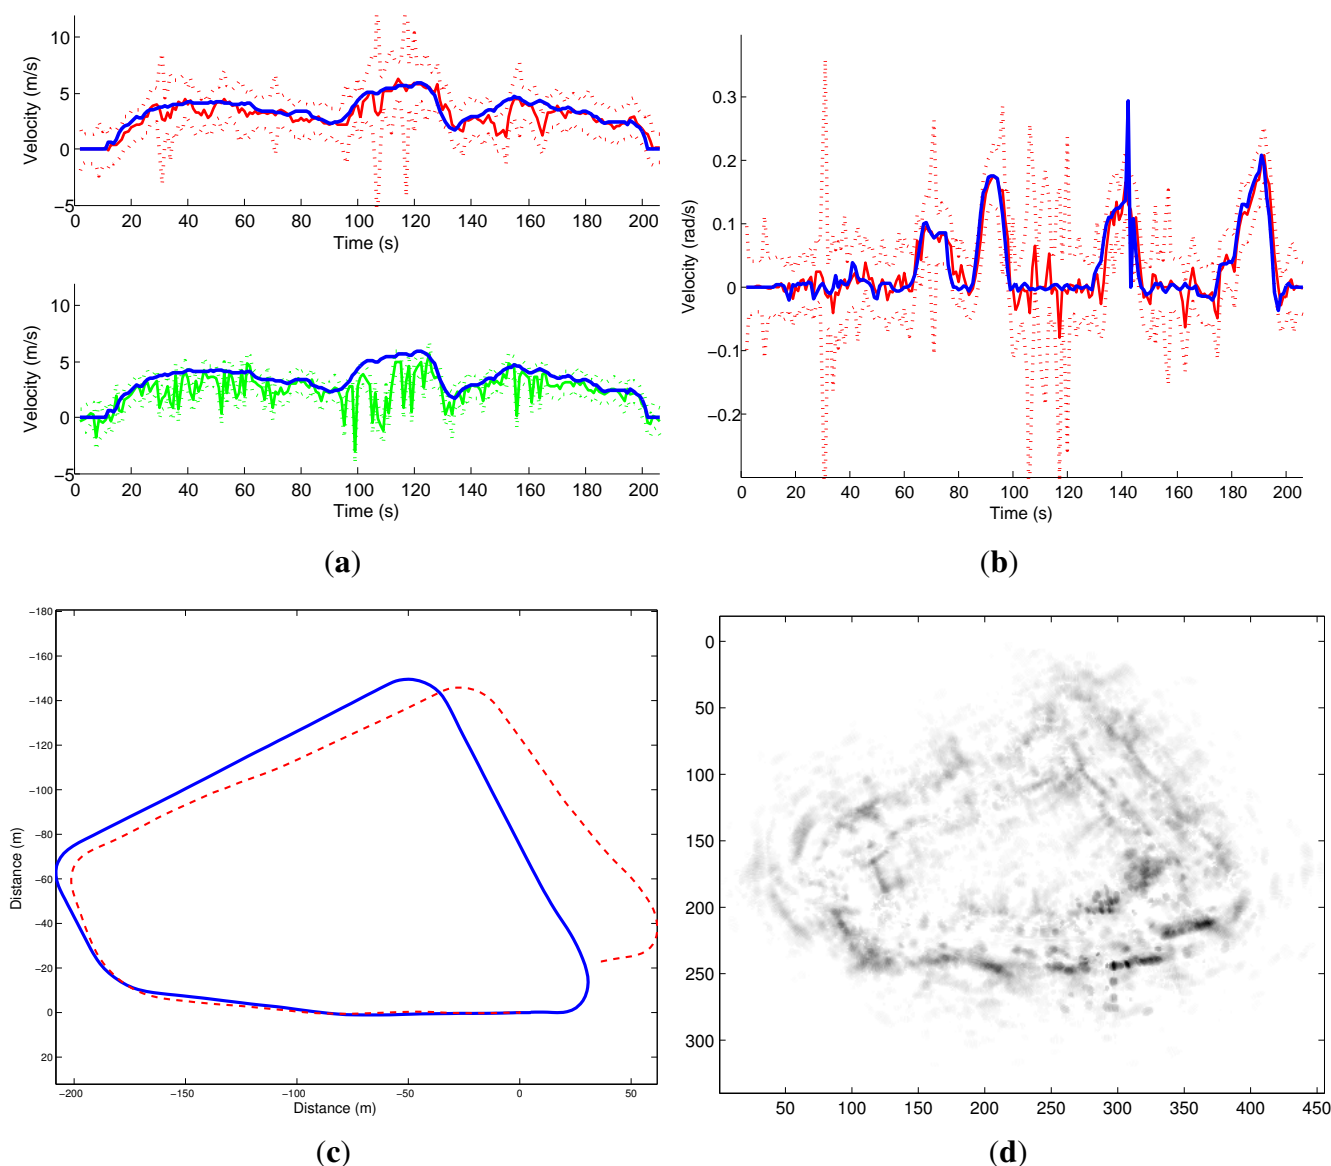 10
5
0
−5
Velocity (m/s)
0 20 40 60 80 100 120 140 160 180 200
Time (s)
10
5
0
−5
Velocity (m/s)
0 20 40 60 80 100 120 140 160 180 200
Time (s)
(a)
0.3
0.2
0.1
0
−0.1
−0.2
Velocity (rad/s)
0 20 40 60 80 100 120 140 160 180 200
Time (s)
(b)
−180
−160
−140
−120
−100
−80
−60
−40
−20
0
20
Distance (m)
−200 −150 −100 −50 0 50
Distance (m)
(c)
0
50
100
150
200
250
300
50 100 150 200 250 300 350 400 450
(d)